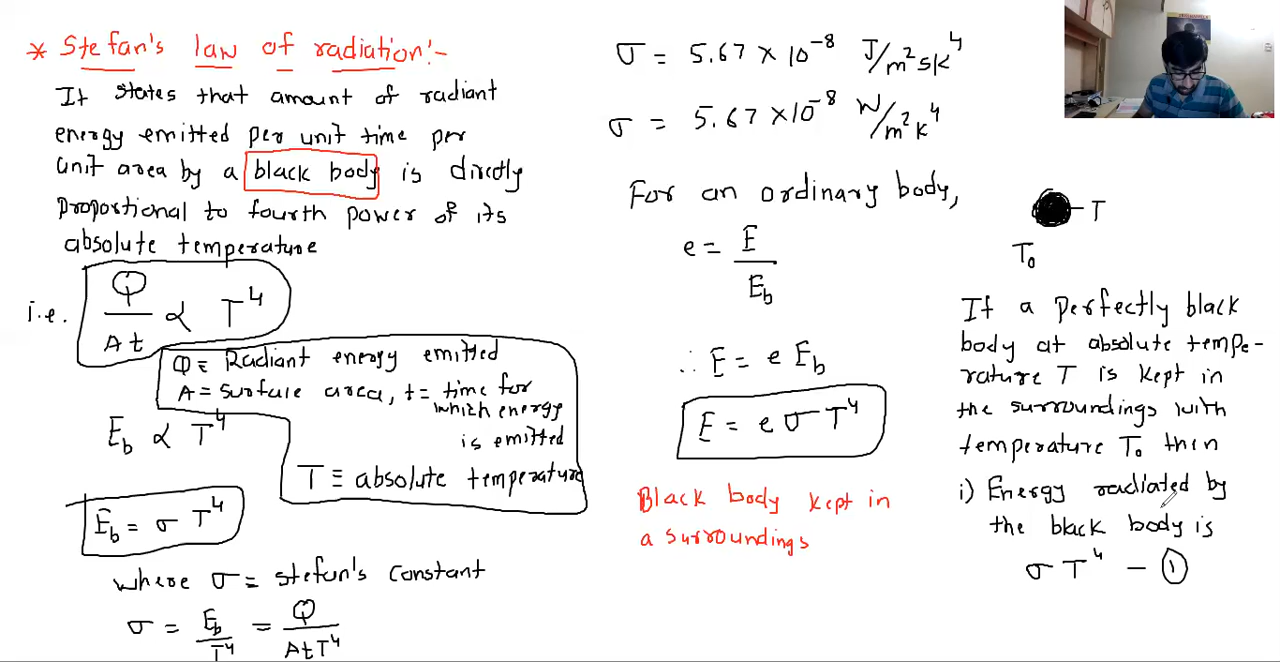 * Stefan's law of radiation:-
It states that amount of radiant
energy emitted per unit time per
unit area by a black body is directly
proportional to fourth power of its
absolute temperature
i.e. Q/At ∝ T⁴
Q ≡ Radiant energy emitted
A = surface area, t = time for
which energy
is emitted
T ≡ absolute temperature
E_b ∝ T⁴
E_b = σ T⁴
where σ = stefan's constant
σ = E_b/T⁴ = Q/AtT⁴
σ = 5.67 × 10⁻⁸ J/m²sk⁴
σ = 5.67 × 10⁻⁸ W/m²k⁴
For an ordinary body,
e = E/E_b
∴ E = e E_b
E = e σ T⁴
Black body kept in
a surroundings
T
T₀
If a perfectly black
body at absolute tempe-
rature T is kept in
the surroundings with
temperature T₀ then
i) Energy radiated by
the black body is
σ T⁴ — ①